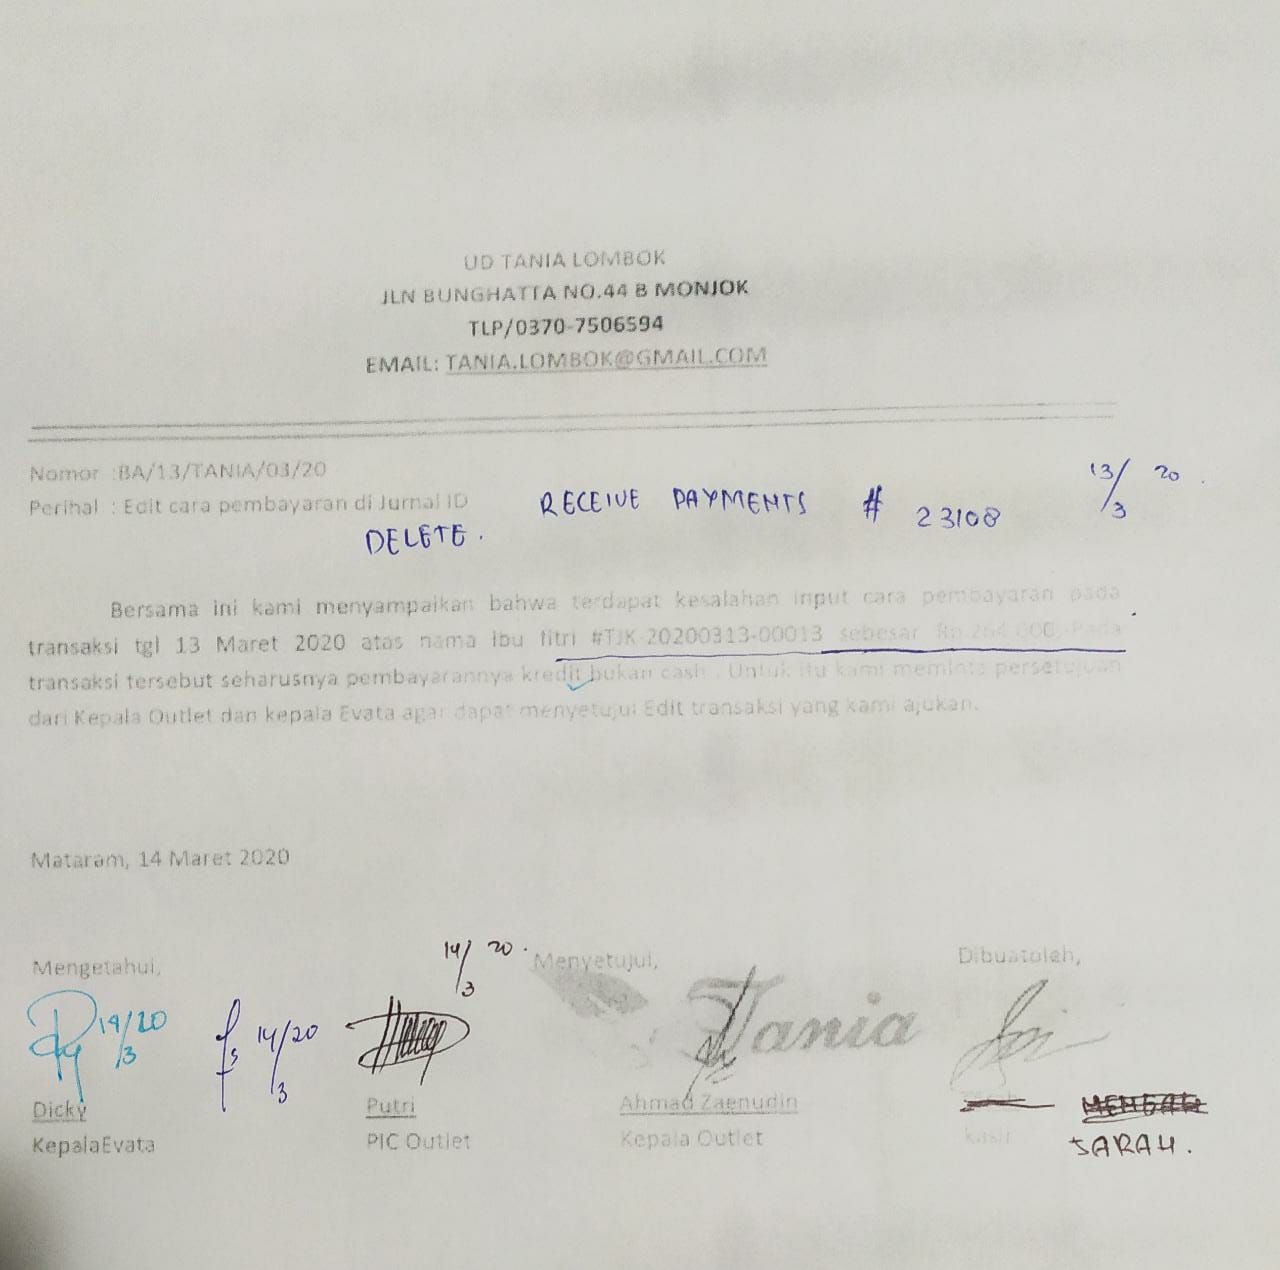 UD TANIA LOMBOK
JLN BUNGHATTA NO.44 B MONJOK
TLP/0370-7506594
EMAIL: TANIA.LOMBOK@GMAIL.COM
Nomor :BA/13/TANIA/03/20
13/3 20.
Perihal : Edit cara pembayaran di Jurnal ID RECEIVE PAYMENTS # 23108
DELETE.
Bersama ini kami menyampaikan bahwa terdapat kesalahan input cara pembayaran pada
transaksi tgl 13 Maret 2020 atas nama ibu fitri #TJK-20200313-00013 sebesar Rp.264.000, Pada
transaksi tersebut seharusnya pembayarannya kredit bukan cash . Untuk itu kami meminta persetujuan
dari Kepala Outlet dan kepala Evata agar dapat menyetujui Edit transaksi yang kami ajukan.
Mataram, 14 Maret 2020
14/3 20.
Mengetahui, Menyetujui, Dibuatoleh,
14/3 20 14/3 20 Tania
Dicky Putri Ahmad Zaenudin
KepalaEvata PIC Outlet Kepala Outlet kasir
SARAH.